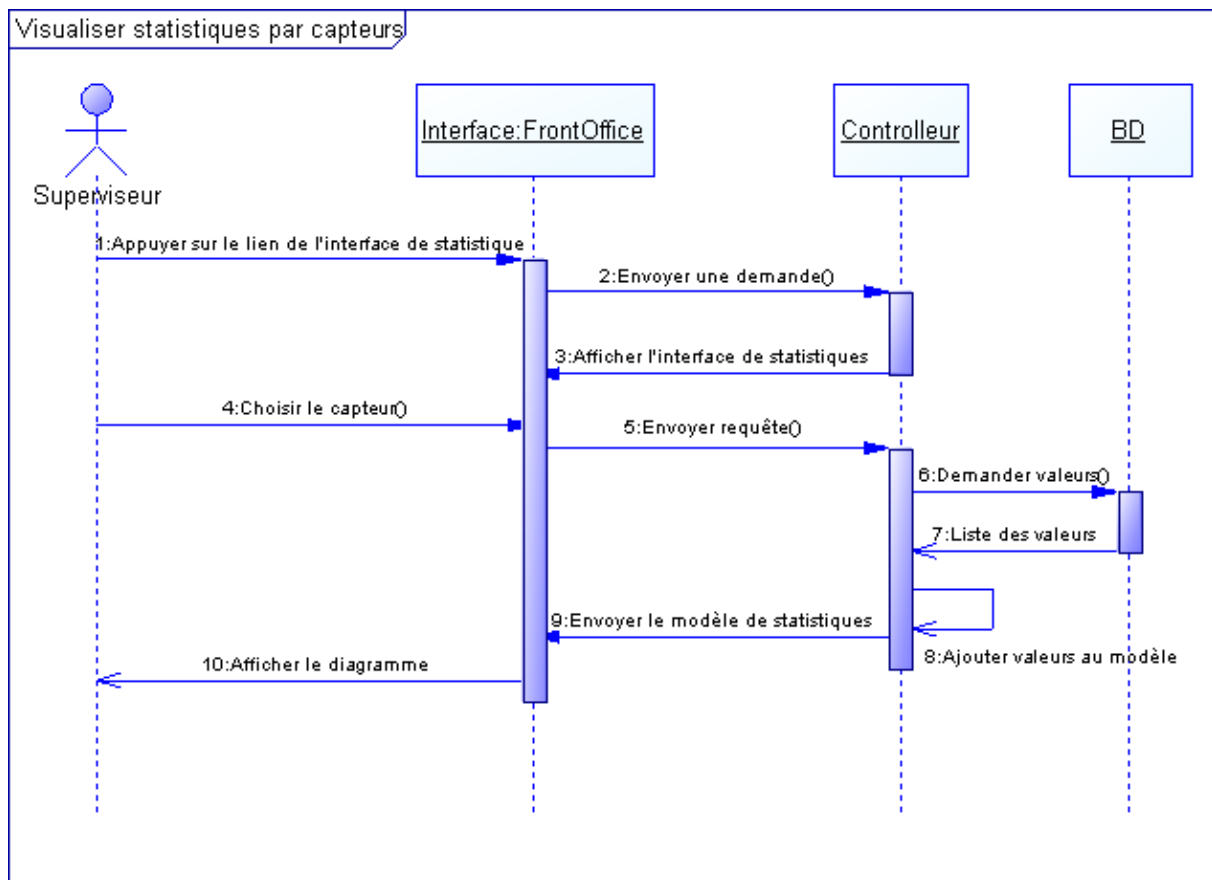 Visualiser statistiques par capteurs
Superviseur
Interface:FrontOffice
Controlleur
BD
1:Appuyer sur le lien de l'interface de statistique
2:Envoyer une demande()
3:Afficher l'interface de statistiques
4:Choisir le capteur()
5:Envoyer requête()
6:Demander valeurs()
7:Liste des valeurs
8:Ajouter valeurs au modèle
9:Envoyer le modèle de statistiques
10:Afficher le diagramme